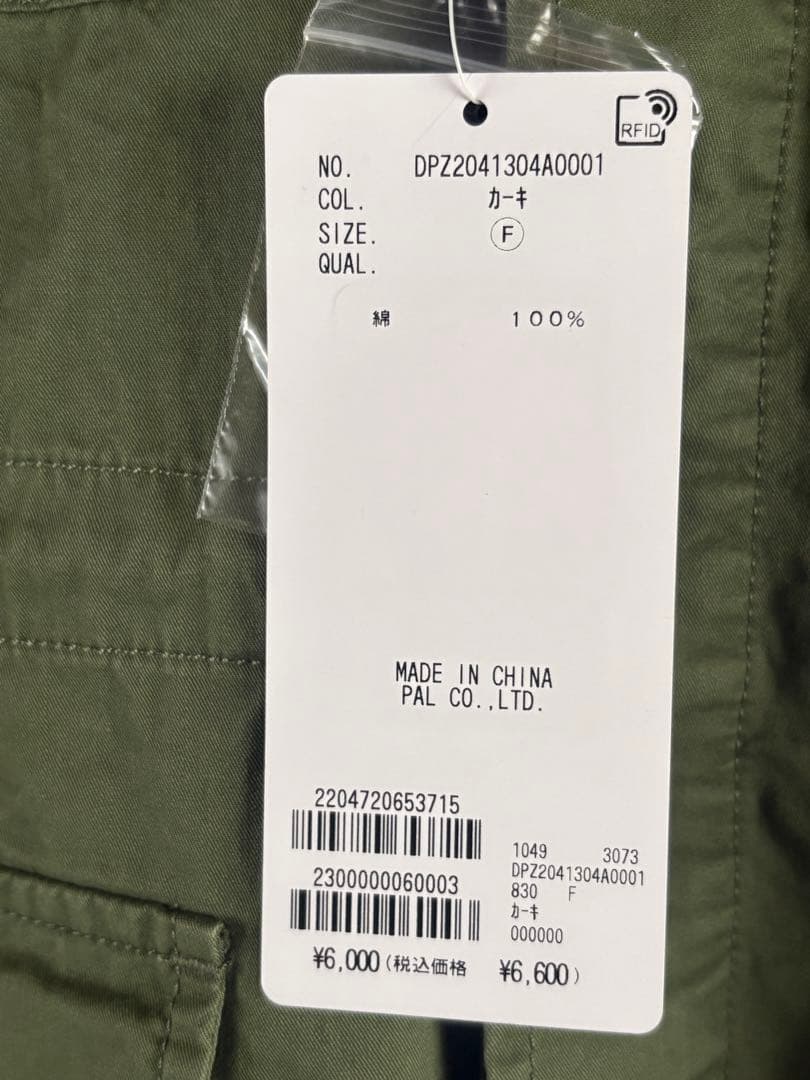 RFID
NO. DPZ2041304A0001
COL. カーキ
SIZE. F
QUAL.
綿 100%
MADE IN CHINA
PAL CO.,LTD.
2204720653715
2300000060003
1049 3073
DPZ2041304A0001
830 F
カーキ
000000
¥6,000(税込価格 ¥6,600)